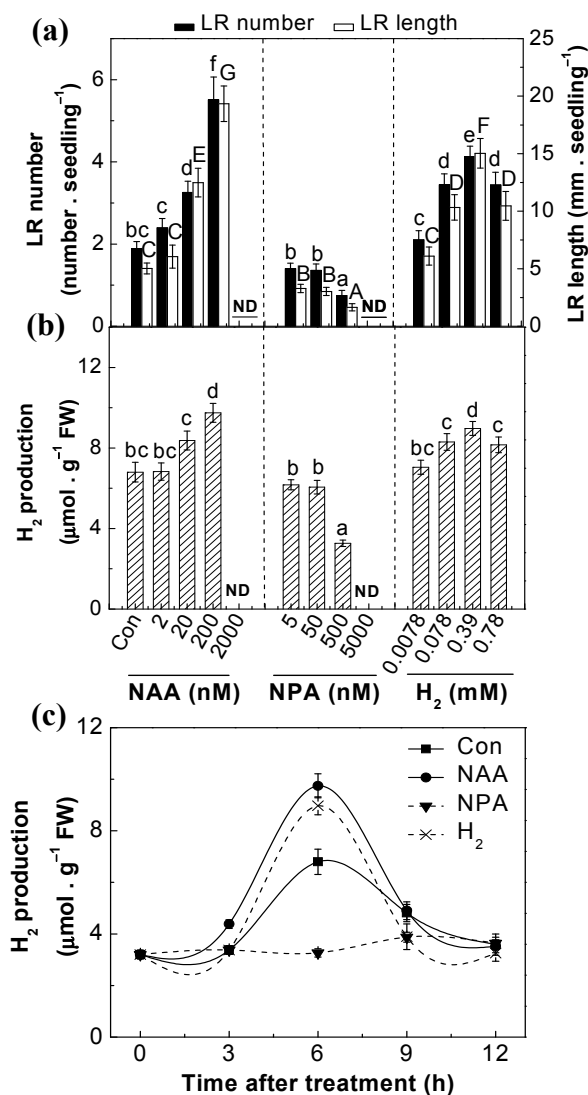 (a) LR number LR length
LR number
(number . seedling⁻¹)
6
4
2
0
bc C c C d E f G ND
b B b B a A ND
c C d D e F d D
25
20
15
10
5
0
LR length (mm . seedling⁻¹)
(b)
H₂ production
(μmol . g⁻¹ FW)
12
9
6
3
0
bc bc c d ND
b b a ND
bc c d c
Con 2 20 200 2000
5 50 500 5000
0.0078 0.078 0.39 0.78
NAA (nM) NPA (nM) H₂ (mM)
(c)
H₂ production
(μmol . g⁻¹ FW)
12
8
4
0
Con
NAA
NPA
H₂
0 3 6 9 12
Time after treatment (h)